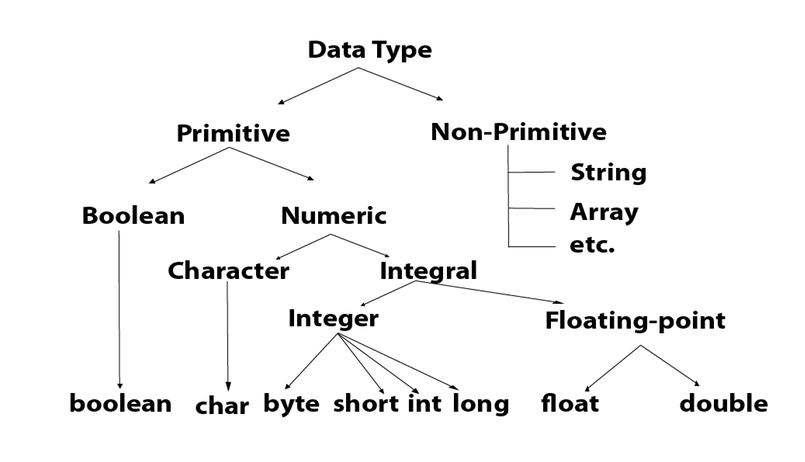 Data Type
Primitive
Non-Primitive
String
Array
etc.
Boolean
Numeric
Character
Integral
Integer
Floating-point
boolean
char
byte
short
int
long
float
double